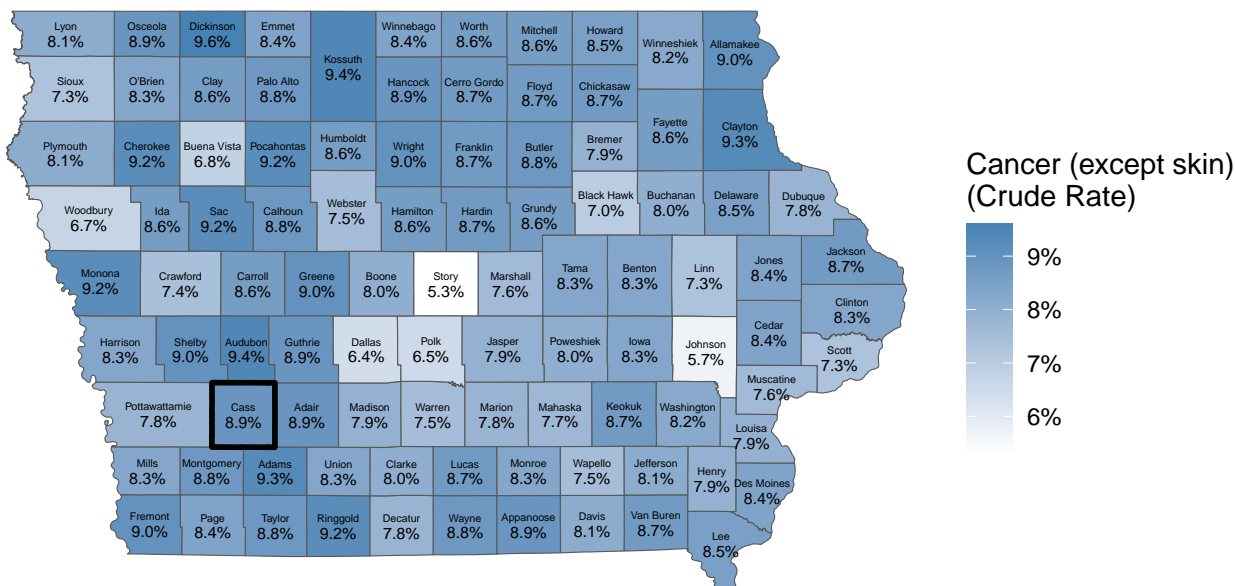 Lyon
8.1%
Osceola
8.9%
Dickinson
9.6%
Emmet
8.4%
Kossuth
9.4%
Winnebago
8.4%
Worth
8.6%
Mitchell
8.6%
Howard
8.5%
Winneshiek
8.2%
Allamakee
9.0%
Sioux
7.3%
O'Brien
8.3%
Clay
8.6%
Palo Alto
8.8%
Hancock
8.9%
Cerro Gordo
8.7%
Floyd
8.7%
Chickasaw
8.7%
Fayette
8.6%
Clayton
9.3%
Plymouth
8.1%
Cherokee
9.2%
Buena Vista
6.8%
Pocahontas
9.2%
Humboldt
8.6%
Wright
9.0%
Franklin
8.7%
Butler
8.8%
Bremer
7.9%
Woodbury
6.7%
Ida
8.6%
Sac
9.2%
Calhoun
8.8%
Webster
7.5%
Hamilton
8.6%
Hardin
8.7%
Grundy
8.6%
Black Hawk
7.0%
Buchanan
8.0%
Delaware
8.5%
Dubuque
7.8%
Monona
9.2%
Crawford
7.4%
Carroll
8.6%
Greene
9.0%
Boone
8.0%
Story
5.3%
Marshall
7.6%
Tama
8.3%
Benton
8.3%
Linn
7.3%
Jones
8.4%
Jackson
8.7%
Clinton
8.3%
Harrison
8.3%
Shelby
9.0%
Audubon
9.4%
Guthrie
8.9%
Dallas
6.4%
Polk
6.5%
Jasper
7.9%
Poweshiek
8.0%
Iowa
8.3%
Johnson
5.7%
Cedar
8.4%
Scott
7.3%
Muscatine
7.6%
Pottawattamie
7.8%
Cass
8.9%
Adair
8.9%
Madison
7.9%
Warren
7.5%
Marion
7.8%
Mahaska
7.7%
Keokuk
8.7%
Washington
8.2%
Louisa
7.9%
Mills
8.3%
Montgomery
8.8%
Adams
9.3%
Union
8.3%
Clarke
8.0%
Lucas
8.7%
Monroe
8.3%
Wapello
7.5%
Jefferson
8.1%
Henry
7.9%
Des Moines
8.4%
Fremont
9.0%
Page
8.4%
Taylor
8.8%
Ringgold
9.2%
Decatur
7.8%
Wayne
8.8%
Appanoose
8.9%
Davis
8.1%
Van Buren
8.7%
Lee
8.5%
Cancer (except skin)
(Crude Rate)
9%
8%
7%
6%